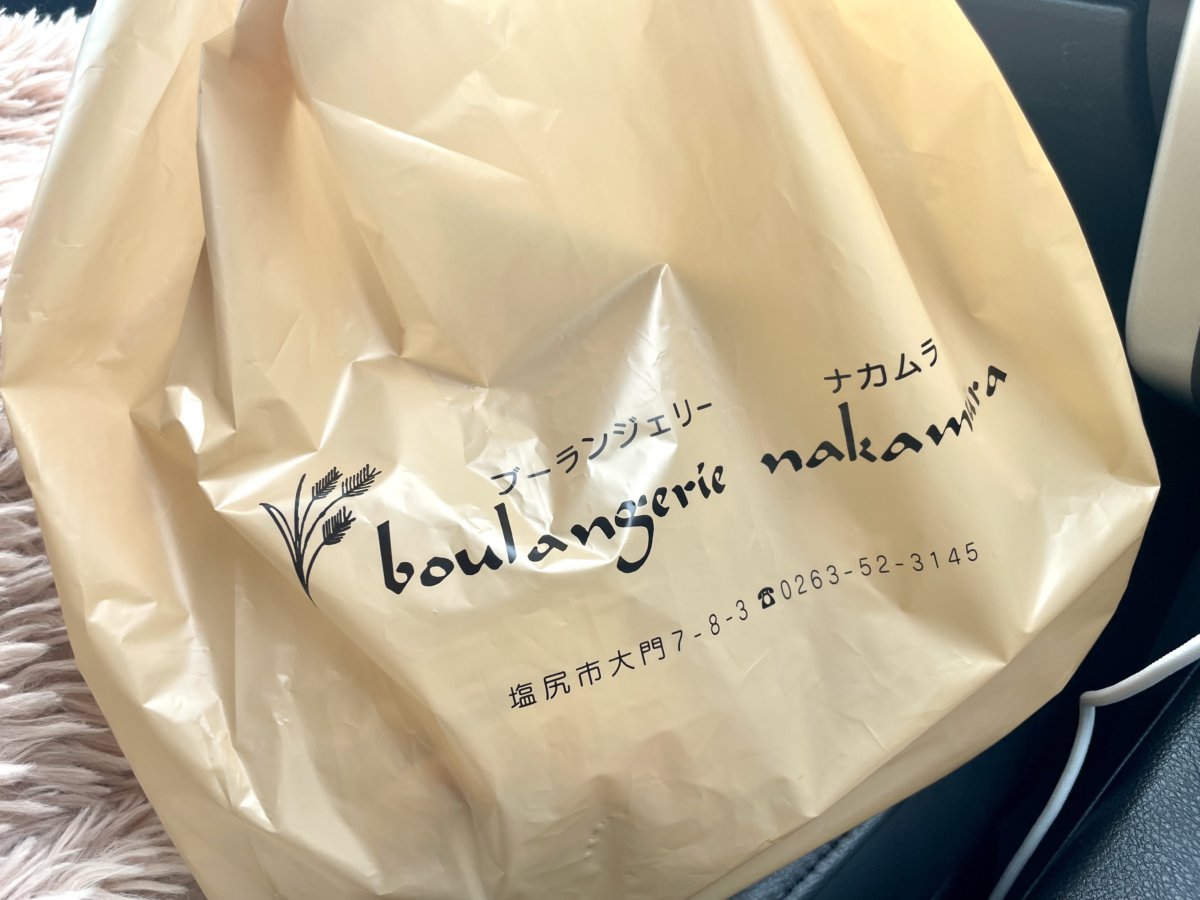 ブーランジェリー ナカムラ
boulangerie nakamura
塩尻市大門7-8-3 ☎0263-52-3145